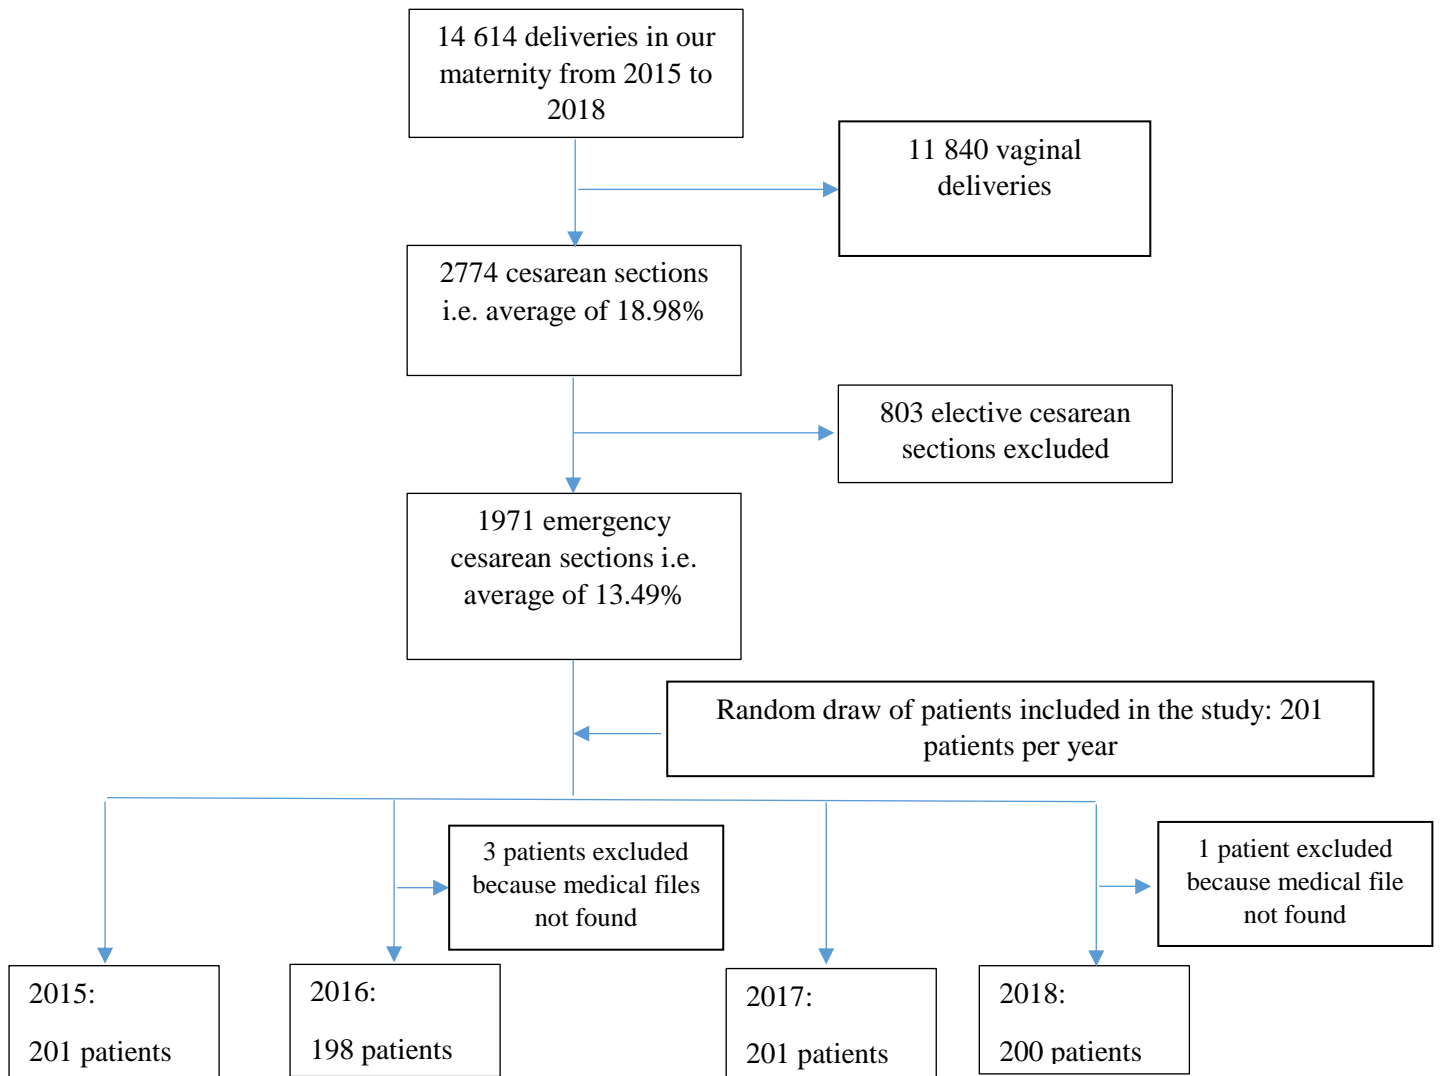 14 614 deliveries in our
maternity from 2015 to
2018
11 840 vaginal
deliveries
2774 cesarean sections
i.e. average of 18.98%
803 elective cesarean
sections excluded
1971 emergency
cesarean sections i.e.
average of 13.49%
Random draw of patients included in the study: 201
patients per year
3 patients excluded
because medical files
not found
1 patient excluded
because medical file
not found
2015:
201 patients
2016:
198 patients
2017:
201 patients
2018:
200 patients